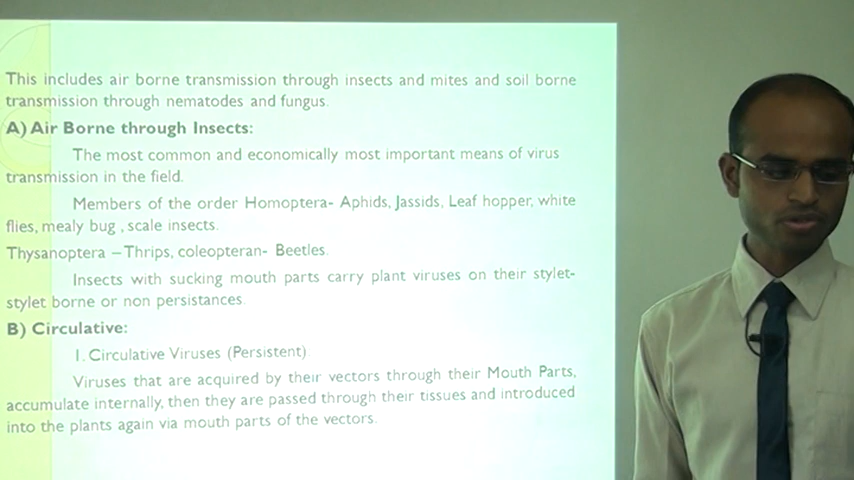 This includes air borne transmission through insects and mites and soil borne
transmission through nematodes and fungus.
A) Air Borne through Insects:
The most common and economically most important means of virus
transmission in the field.
Members of the order Homoptera- Aphids, Jassids, Leaf hopper, white
flies, mealy bug , scale insects.
Thysanoptera – Thrips, coleopteran- Beetles.
Insects with sucking mouth parts carry plant viruses on their stylet-
stylet borne or non persistances.
B) Circulative:
1. Circulative Viruses (Persistent)
Viruses that are acquired by their vectors through their Mouth Parts,
accumulate internally, then they are passed through their tissues and introduced
into the plants again via mouth parts of the vectors.